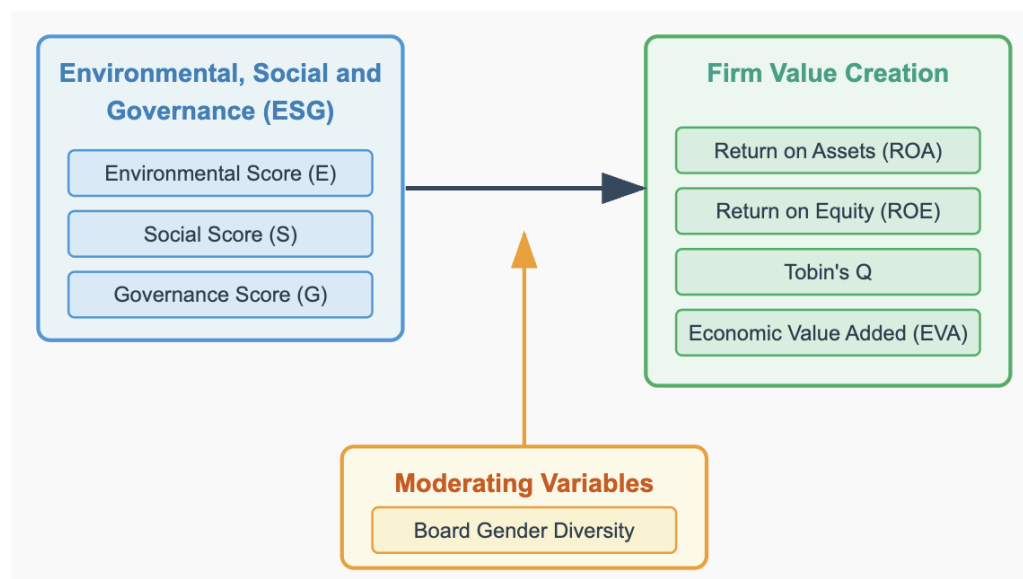 Environmental, Social and
Governance (ESG)
Environmental Score (E)
Social Score (S)
Governance Score (G)
Firm Value Creation
Return on Assets (ROA)
Return on Equity (ROE)
Tobin's Q
Economic Value Added (EVA)
Moderating Variables
Board Gender Diversity